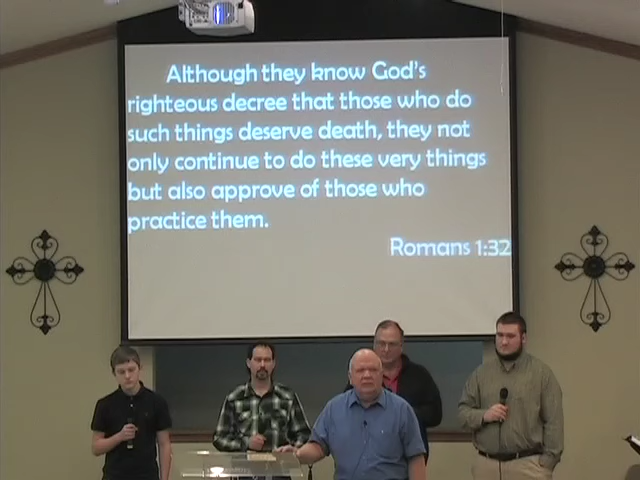 Although they know God's
righteous decree that those who do
such things deserve death, they not
only continue to do these very things
but also approve of those who
practice them.
Romans 1:32